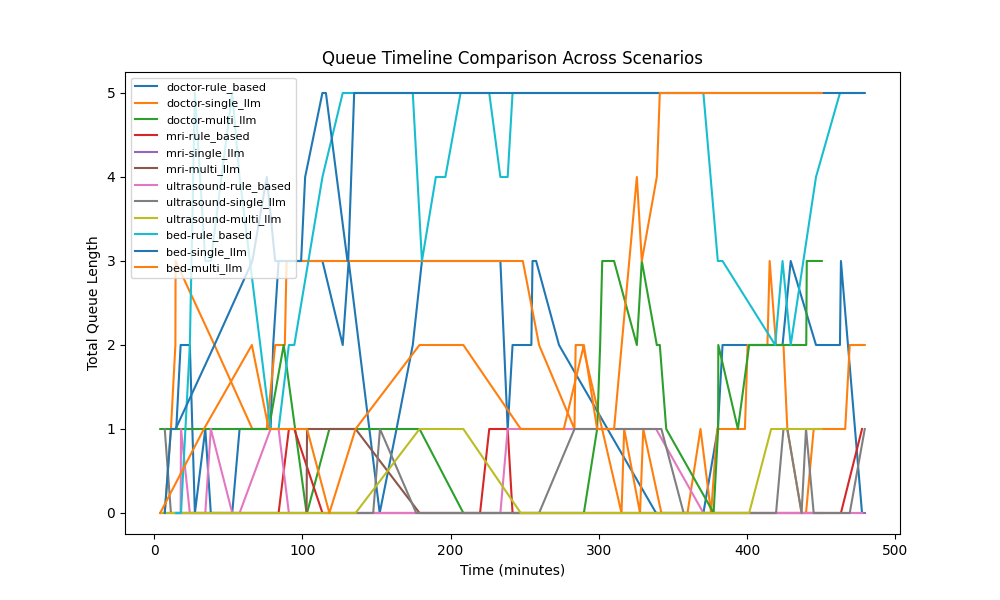 Queue Timeline Comparison Across Scenarios
doctor-rule_based
doctor-single_llm
doctor-multi_llm
mri-rule_based
mri-single_llm
mri-multi_llm
ultrasound-rule_based
ultrasound-single_llm
ultrasound-multi_llm
bed-rule_based
bed-single_llm
bed-multi_llm
Total Queue Length
5
4
3
2
1
0
0 100 200 300 400 500
Time (minutes)